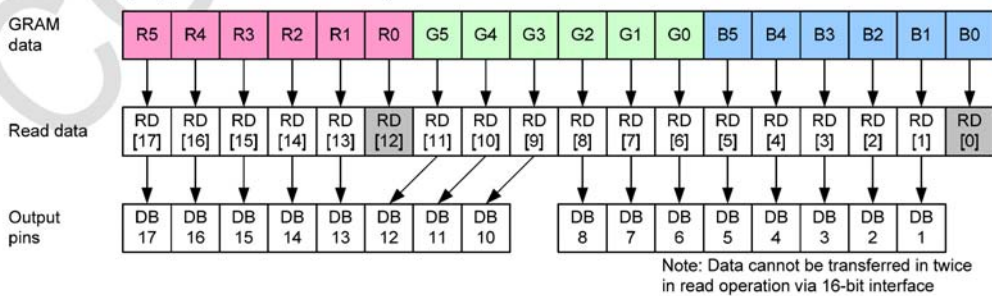 GRAM data R5 R4 R3 R2 R1 R0 G5 G4 G3 G2 G1 G0 B5 B4 B3 B2 B1 B0
Read data RD [17] RD [16] RD [15] RD [14] RD [13] RD [12] RD [11] RD [10] RD [9] RD [8] RD [7] RD [6] RD [5] RD [4] RD [3] RD [2] RD [1] RD [0]
Output pins DB 17 DB 16 DB 15 DB 14 DB 13 DB 12 DB 11 DB 10 DB 8 DB 7 DB 6 DB 5 DB 4 DB 3 DB 2 DB 1
Note: Data cannot be transferred in twice
in read operation via 16-bit interface